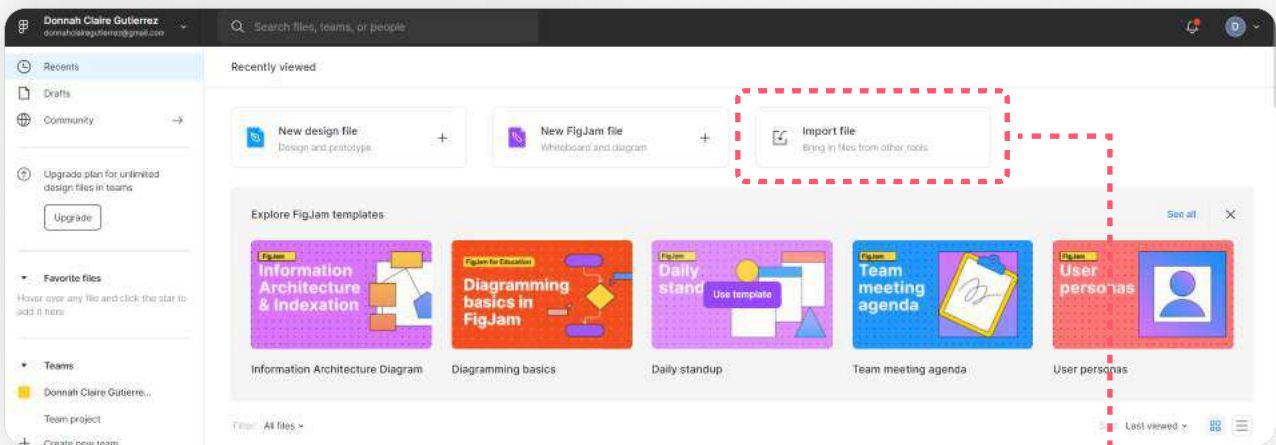 Donnah Claire Gutierrez
donnahclairegutierrez@gmail.com
Search files, teams, or people
D
Recents
Drafts
Community
Upgrade plan for unlimited
design files in teams
Upgrade
Favorite files
Hover over any file and click the star to
add it here.
Teams
Donnah Claire Gutierre...
Team project
Create new team
Recently viewed
New design file
Design and prototype
New FigJam file
Whiteboard and diagram
Import file
Bring in files from other tools
Explore FigJam templates
See all
FigJam
Information
Architecture
& Indexation
Information Architecture Diagram
FigJam for Education
Diagramming
basics in
FigJam
Diagramming basics
FigJam
Daily
stand
Use template
Daily standup
FigJam
Team
meeting
agenda
Team meeting agenda
FigJam
User
personas
User personas
Filter: All files
Last viewed